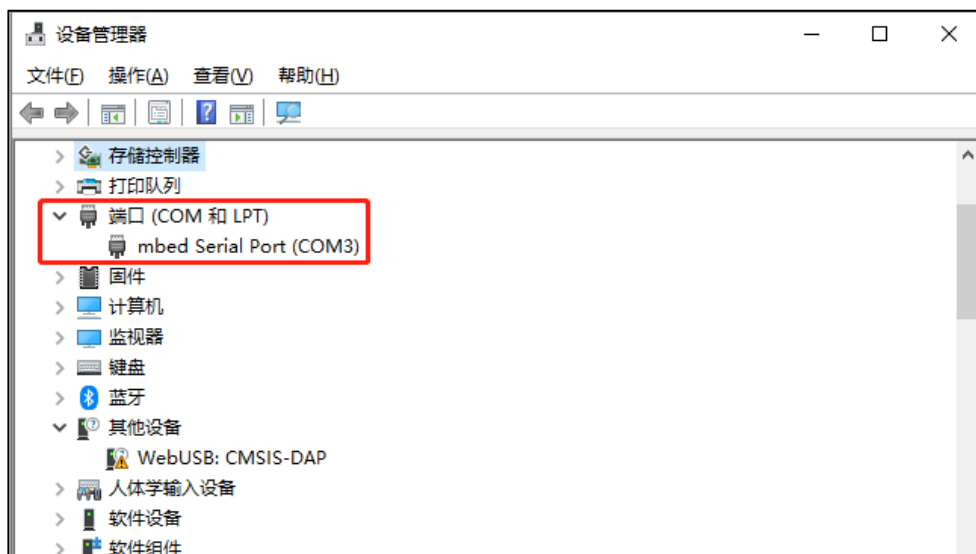 设备管理器
文件(F) 操作(A) 查看(V) 帮助(H)
存储控制器
打印队列
端口 (COM 和 LPT)
mbed Serial Port (COM3)
固件
计算机
监视器
键盘
蓝牙
其他设备
WebUSB: CMSIS-DAP
人体学输入设备
软件设备
软件组件